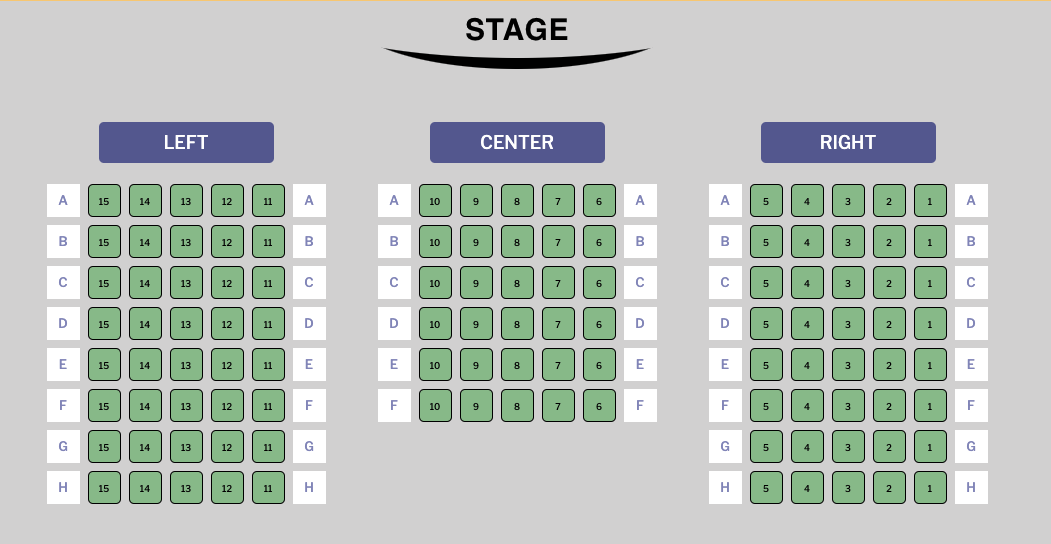 STAGE
LEFT CENTER RIGHT
A 15 14 13 12 11 A A 10 9 8 7 6 A A 5 4 3 2 1 A
B 15 14 13 12 11 B B 10 9 8 7 6 B B 5 4 3 2 1 B
C 15 14 13 12 11 C C 10 9 8 7 6 C C 5 4 3 2 1 C
D 15 14 13 12 11 D D 10 9 8 7 6 D D 5 4 3 2 1 D
E 15 14 13 12 11 E E 10 9 8 7 6 E E 5 4 3 2 1 E
F 15 14 13 12 11 F F 10 9 8 7 6 F F 5 4 3 2 1 F
G 15 14 13 12 11 G G 5 4 3 2 1 G
H 15 14 13 12 11 H H 5 4 3 2 1 H